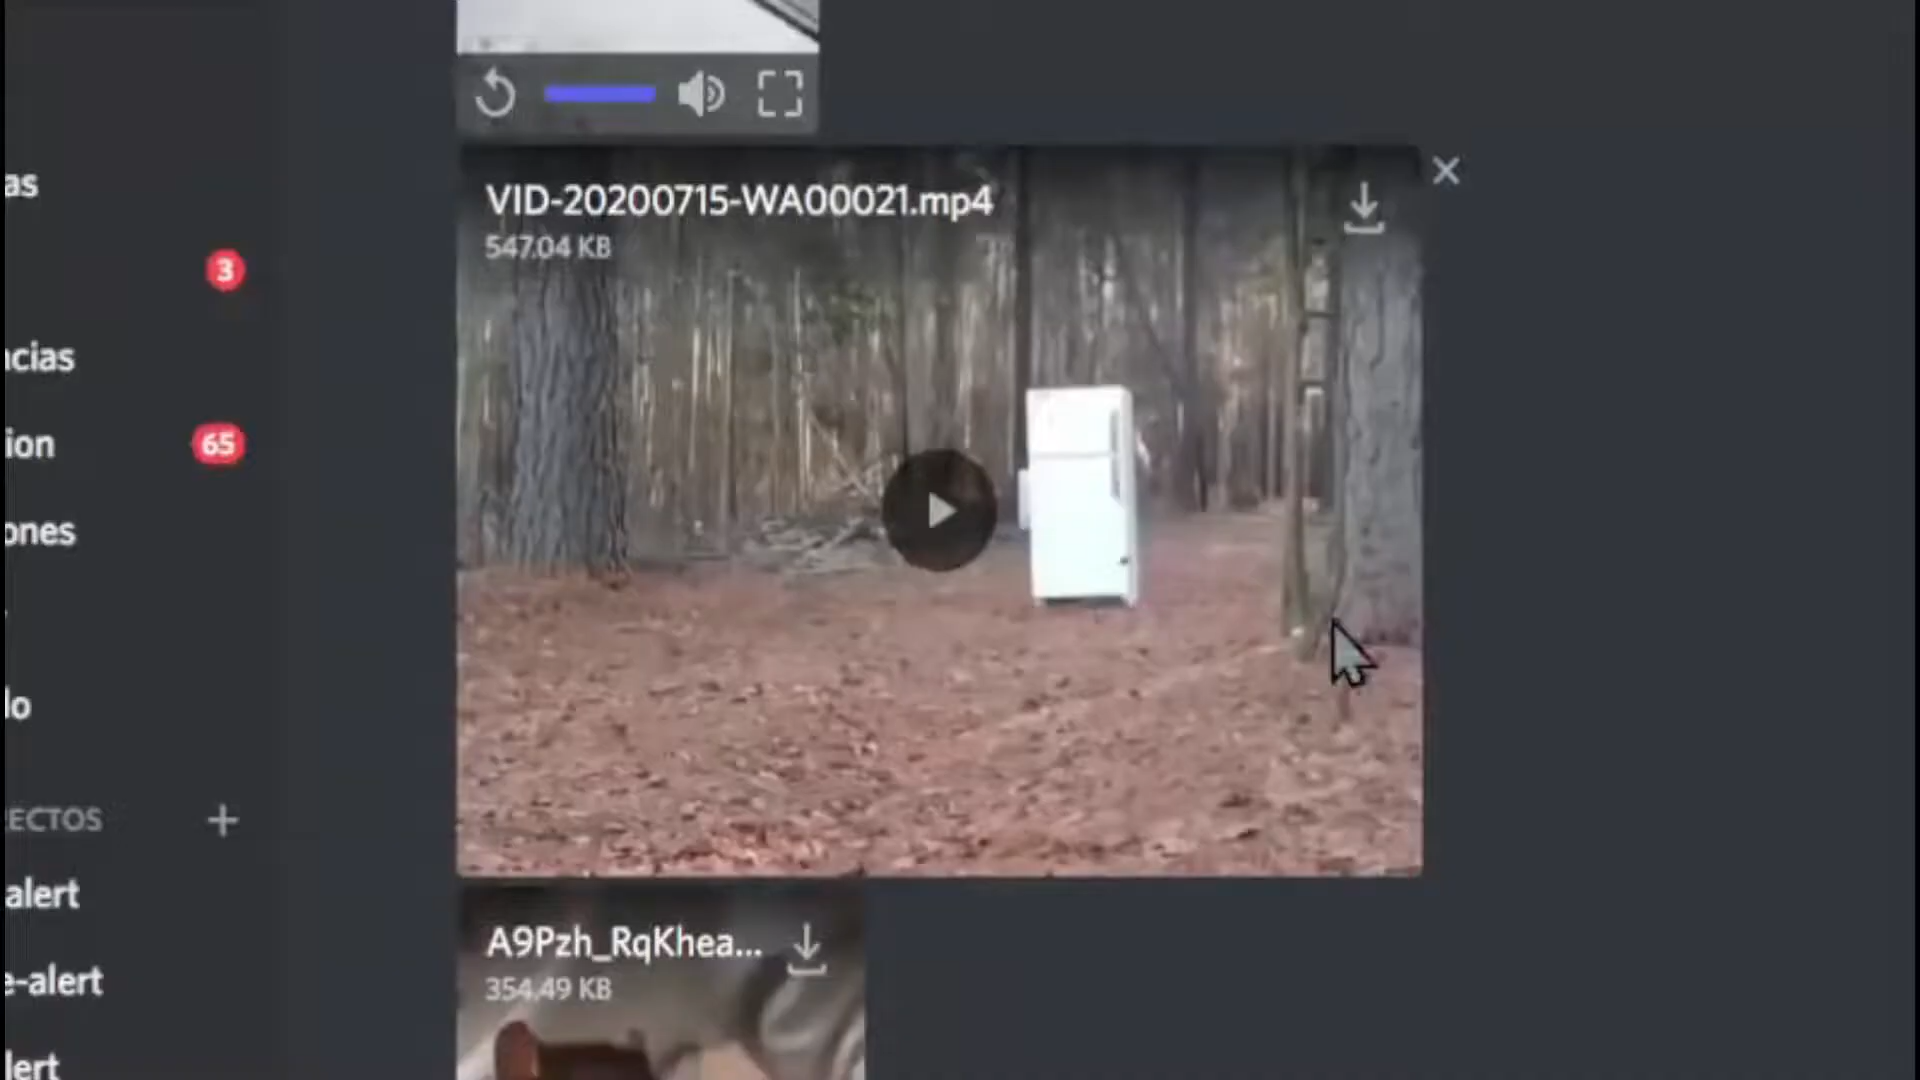 as
3
ncias
ion
65
ones
lo
ECTOS
alert
e-alert
lert
VID-20200715-WA00021.mp4
547.04 KB
A9Pzh_RqKhea...
354.49 KB